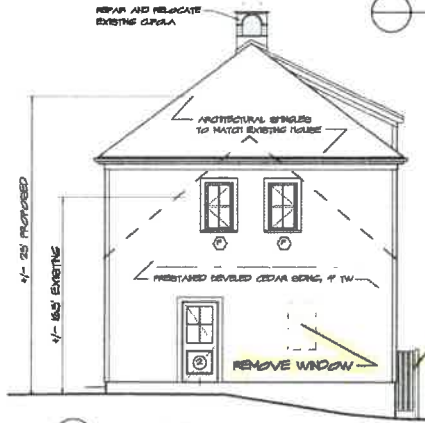 REPAIR AND RELOCATE
EXISTING CUPOLA
ARCHITECTURAL SHINGLES
TO MATCH EXISTING HOUSE
+/- 25' PROPOSED
+/- 16.5' EXISTING
F
F
PRESTAINED BEVELED CEDAR SIDING, 4" TW
2
REMOVE WINDOW